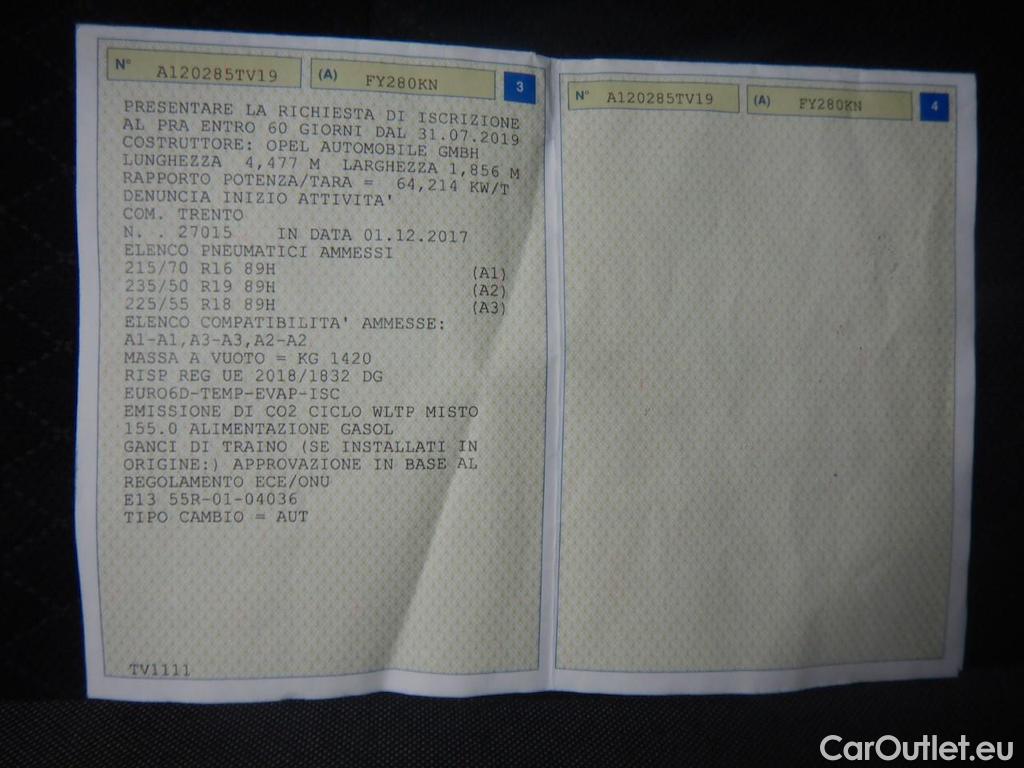 N° A120285TV19 (A) FY280KN 3
PRESENTARE LA RICHIESTA DI ISCRIZIONE
AL PRA ENTRO 60 GIORNI DAL 31.07.2019
COSTRUTTORE: OPEL AUTOMOBILE GMBH
LUNGHEZZA 4,477 M LARGHEZZA 1,856 M
RAPPORTO POTENZA/TARA = 64,214 KW/T
DENUNCIA INIZIO ATTIVITA'
COM. TRENTO
N. . 27015 IN DATA 01.12.2017
ELENCO PNEUMATICI AMMESSI
215/70 R16 89H (A1)
235/50 R19 89H (A2)
225/55 R18 89H (A3)
ELENCO COMPATIBILITA' AMMESSE:
A1-A1,A3-A3,A2-A2
MASSA A VUOTO = KG 1420
RISP REG UE 2018/1832 DG
EURO6D-TEMP-EVAP-ISC
EMISSIONE DI CO2 CICLO WLTP MISTO
155.0 ALIMENTAZIONE GASOL
GANCI DI TRAINO (SE INSTALLATI IN
ORIGINE:) APPROVAZIONE IN BASE AL
REGOLAMENTO ECE/ONU
E13 55R-01-04036
TIPO CAMBIO = AUT
TV1111
N° A120285TV19 (A) FY280KN 4
CarOutlet.eu